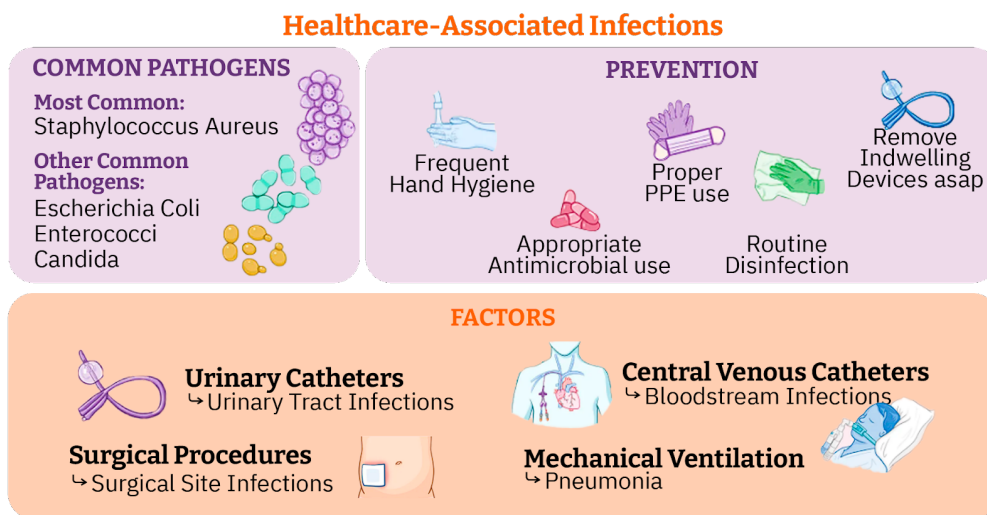 Healthcare-Associated Infections
COMMON PATHOGENS
Most Common:
Staphylococcus Aureus
Other Common
Pathogens:
Escherichia Coli
Enterococci
Candida
PREVENTION
Frequent
Hand Hygiene
Appropriate
Antimicrobial use
Proper
PPE use
Routine
Disinfection
Remove
Indwelling
Devices asap
FACTORS
Urinary Catheters
↳Urinary Tract Infections
Surgical Procedures
↳Surgical Site Infections
Central Venous Catheters
↳Bloodstream Infections
Mechanical Ventilation
↳Pneumonia